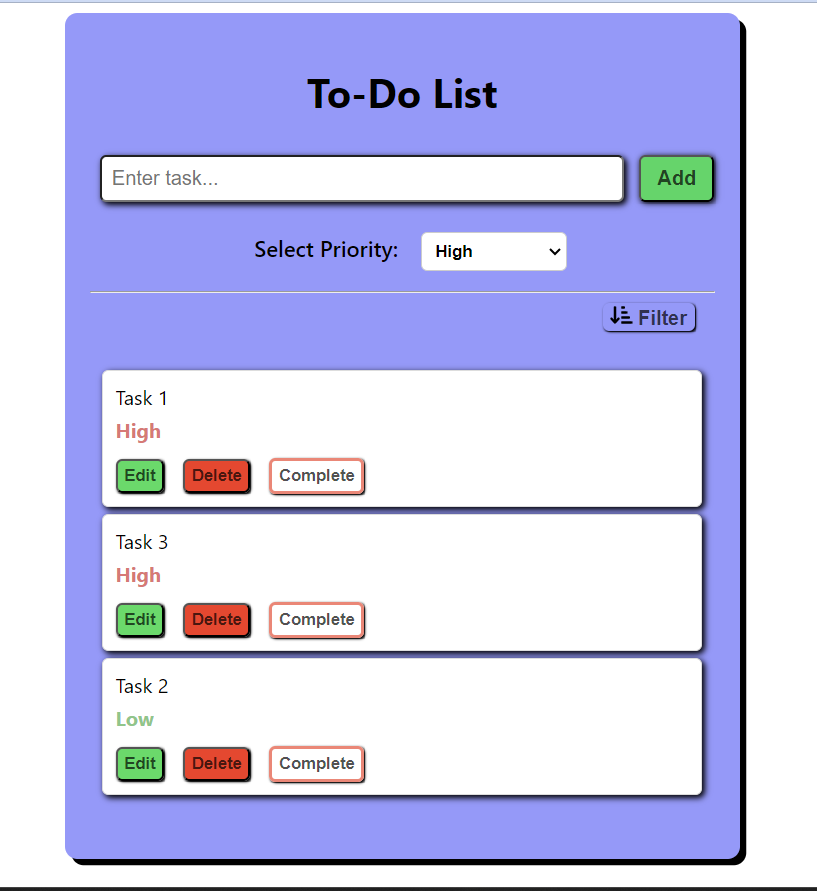 To-Do List
Enter task...
Add
Select Priority: High
Filter
Task 1
High
Edit Delete Complete
Task 3
High
Edit Delete Complete
Task 2
Low
Edit Delete Complete